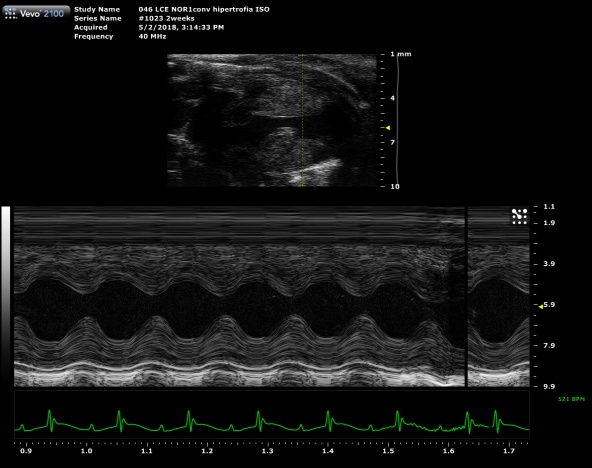 Vevo 2100
Study Name 046 LCE NOR1conv hipertrofia ISO
Series Name #1023 2weeks
Acquired 5/2/2018, 3:14:33 PM
Frequency 40 MHz
1 mm
4
7
10
1.1
1.9
3.9
5.9
7.9
9.9
521 BPM
0.9 1.0 1.1 1.2 1.3 1.4 1.5 1.6 1.7